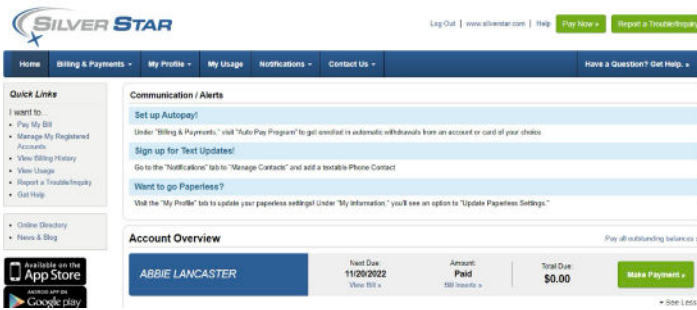 SILVER STAR
Log Out | www.silverstar.com | Help
Pay Now »
Report a Trouble/Inquiry
Home
Billing & Payments
My Profile
My Usage
Notifications
Contact Us
Have a Question? Get Help. »
Quick Links
I want to...
• Pay My Bill
• Manage My Registered
Accounts
• View Billing History
• View Usage
• Report a Trouble/Inquiry
• Get Help
• Online Directory
• News & Blog
Available on the
App Store
ANDROID APP ON
Google play
Communication / Alerts
Set up Autopay!
Under "Billing & Payments," visit "Auto Pay Program" to get enrolled in automatic withdrawals from an account or card of your choice
Sign up for Text Updates!
Go to the "Notifications" tab to "Manage Contacts" and add a textable Phone Contact
Want to go Paperless?
Visit the "My Profile" tab to update your paperless settings! Under "My Information," you'll see an option to "Update Paperless Settings."
Account Overview
Pay all outstanding balances
ABBIE LANCASTER
Next Due:
11/20/2022
View Bill »
Amount:
Paid
Bill Inserts »
Total Due:
$0.00
Make Payment »
See Less